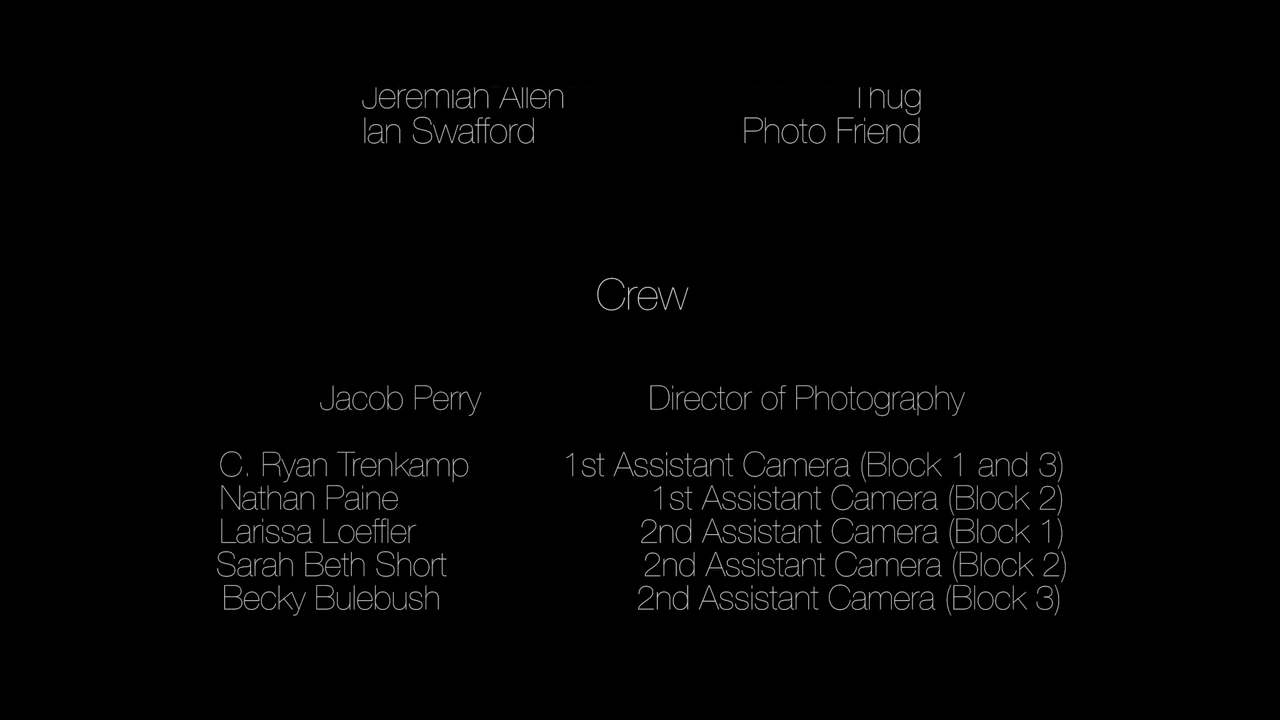 Jeremiah Allen Thug
Ian Swafford Photo Friend
Crew
Jacob Perry Director of Photography
C. Ryan Trenkamp 1st Assistant Camera (Block 1 and 3)
Nathan Paine 1st Assistant Camera (Block 2)
Larissa Loeffler 2nd Assistant Camera (Block 1)
Sarah Beth Short 2nd Assistant Camera (Block 2)
Becky Bulebush 2nd Assistant Camera (Block 3)